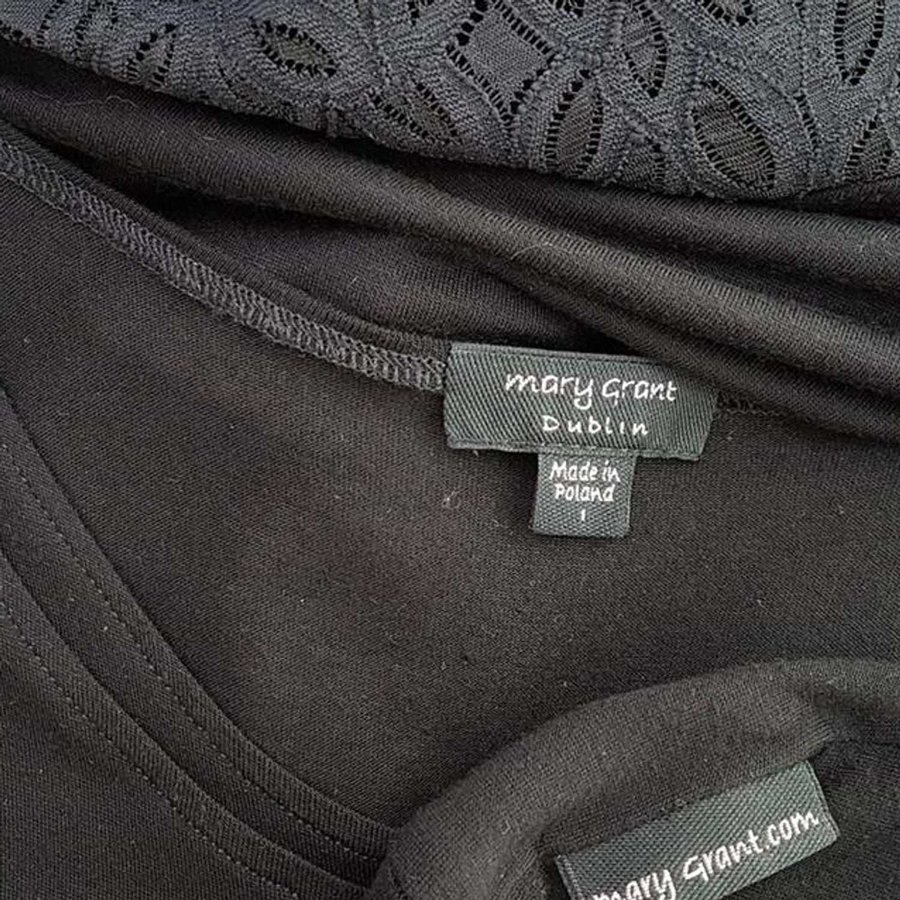 mary Grant
Dublin
Made in
Poland
1
mary Grant.com